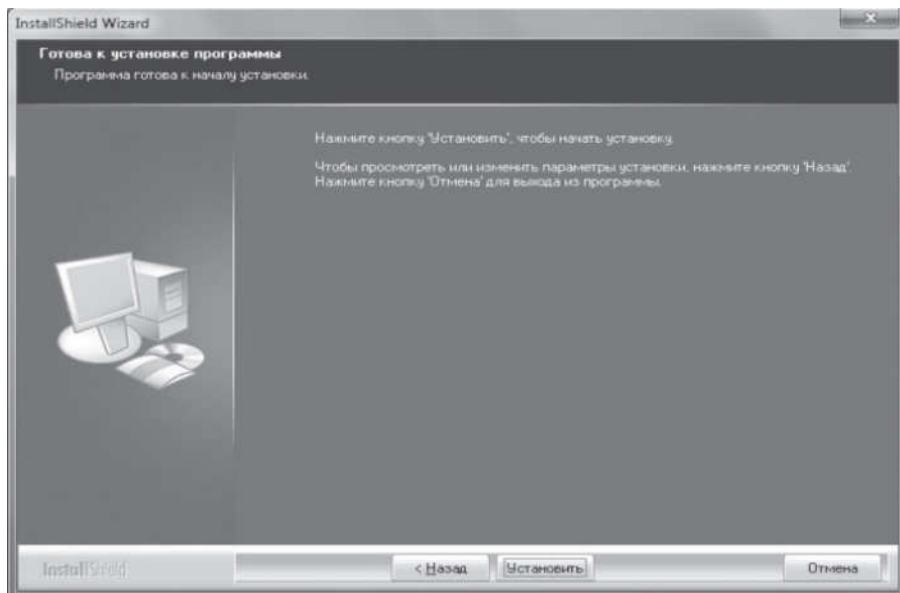 InstallShield Wizard
Готова к установке программы
Программа готова к началу установки.
Нажмите кнопку 'Установить', чтобы начать установку.
Чтобы просмотреть или изменить параметры установки, нажмите кнопку 'Назад'.
Нажмите кнопку 'Отмена' для выхода из программы.
InstallShield
< Назад
Установить
Отмена